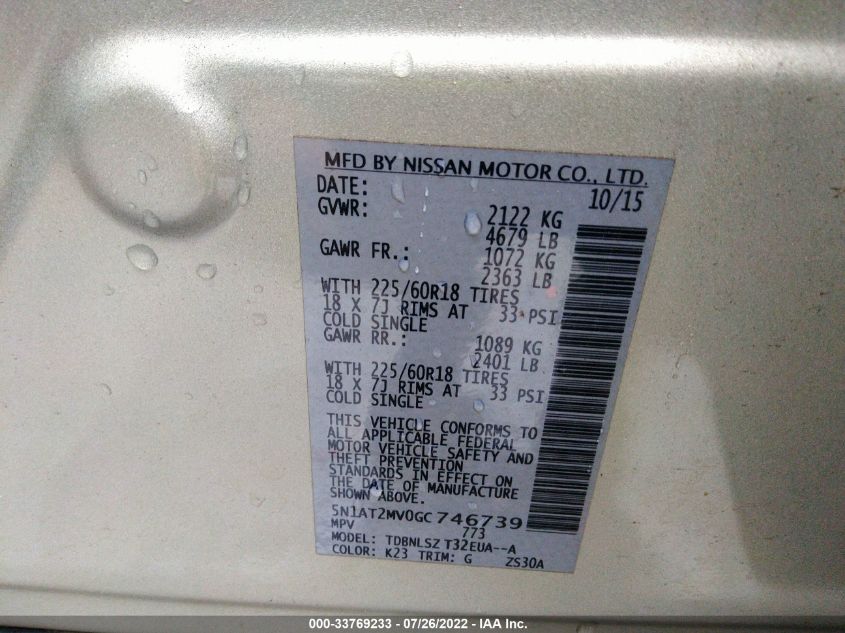 MFD BY NISSAN MOTOR CO., LTD.
DATE: 10/15
GVWR: 2122 KG
4679 LB
GAWR FR.: 1072 KG
2363 LB
WITH 225/60R18 TIRES
18 X 7J RIMS AT 33 PSI
COLD SINGLE
GAWR RR.: 1089 KG
2401 LB
WITH 225/60R18 TIRES
18 X 7J RIMS AT 33 PSI
COLD SINGLE
THIS VEHICLE CONFORMS TO
ALL APPLICABLE FEDERAL
MOTOR VEHICLE SAFETY AND
THEFT PREVENTION
STANDARDS IN EFFECT ON
THE DATE OF MANUFACTURE
SHOWN ABOVE.
5N1AT2MV0GC746739
MPV 773
MODEL: TDBNLSZ T32EUA--A
COLOR: K23 TRIM: G ZS30A
000-33769233 - 07/26/2022 - IAA Inc.